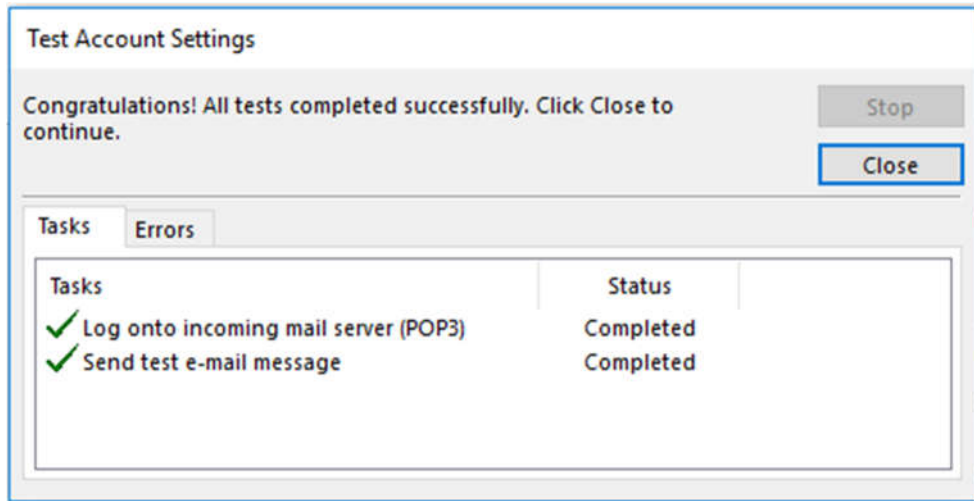 Test Account Settings
Congratulations! All tests completed successfully. Click Close to
continue.
Stop
Close
Tasks
Errors
Tasks Status
Log onto incoming mail server (POP3) Completed
Send test e-mail message Completed